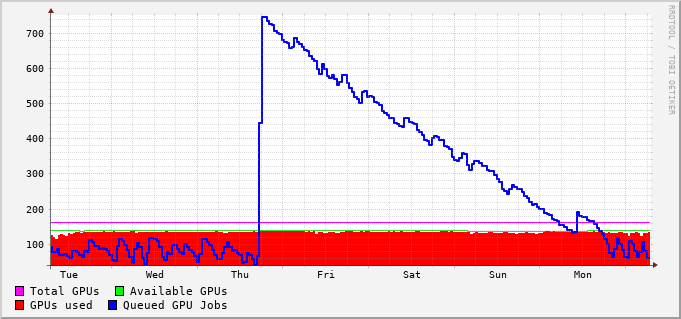 RRDTOOL / TOBI OETIKER
700
600
500
400
300
200
100
Tue Wed Thu Fri Sat Sun Mon
Total GPUs Available GPUs
GPUs used Queued GPU Jobs